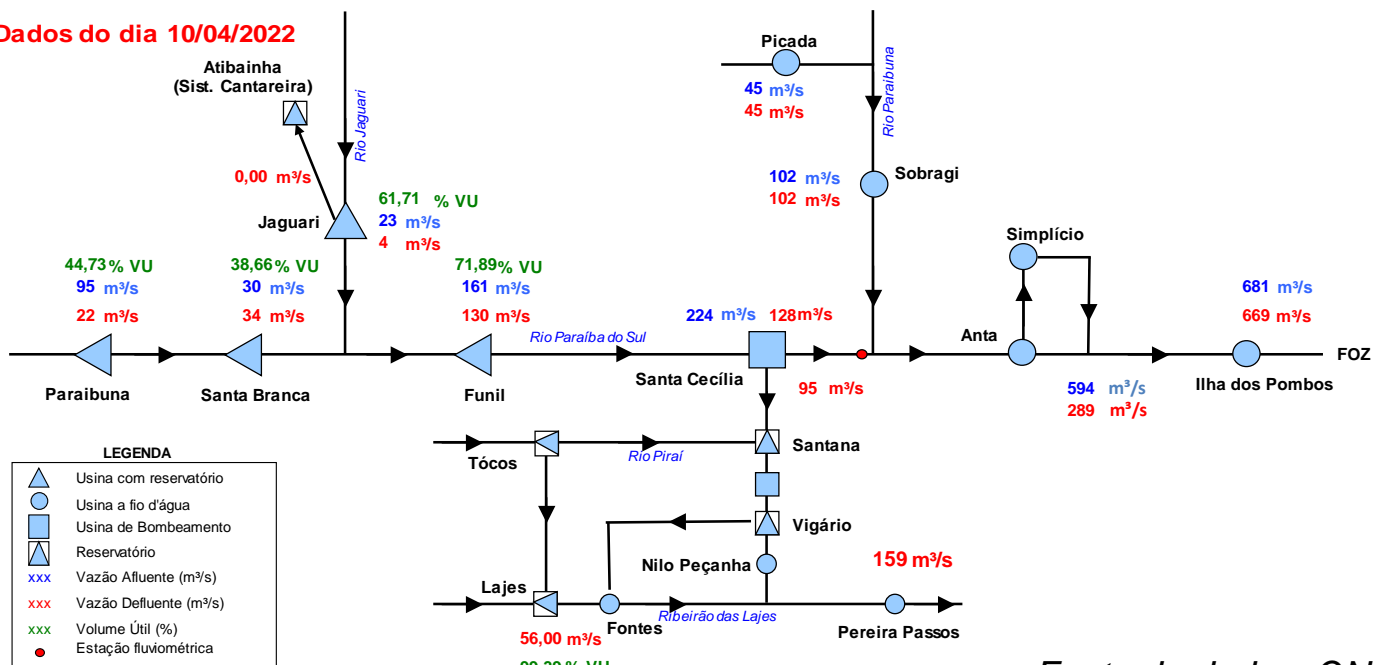 Dados do dia 10/04/2022
Atibainha
(Sist. Cantareira)
Rio Jaguari
0,00 m³/s
Jaguari
61,71 % VU
23 m³/s
4 m³/s
Picada
45 m³/s
45 m³/s
Rio Paraibuna
102 m³/s
102 m³/s
Sobragi
Simplício
44,73% VU
95 m³/s
22 m³/s
Paraibuna
38,66% VU
30 m³/s
34 m³/s
Santa Branca
71,89% VU
161 m³/s
130 m³/s
Funil
Rio Paraíba do Sul
224 m³/s 128m³/s
Santa Cecília
95 m³/s
Anta
594 m³/s
289 m³/s
681 m³/s
669 m³/s
Ilha dos Pombos
FOZ
Tócos
Rio Piraí
Santana
Vigário
Nilo Peçanha
159 m³/s
Lajes
Fontes
Ribeirão das Lajes
Pereira Passos
56,00 m³/s
LEGENDA
Usina com reservatório
Usina a fio d'água
Usina de Bombeamento
Reservatório
xxx Vazão Afluente (m³/s)
xxx Vazão Defluente (m³/s)
xxx Volume Útil (%)
Estação fluviométrica